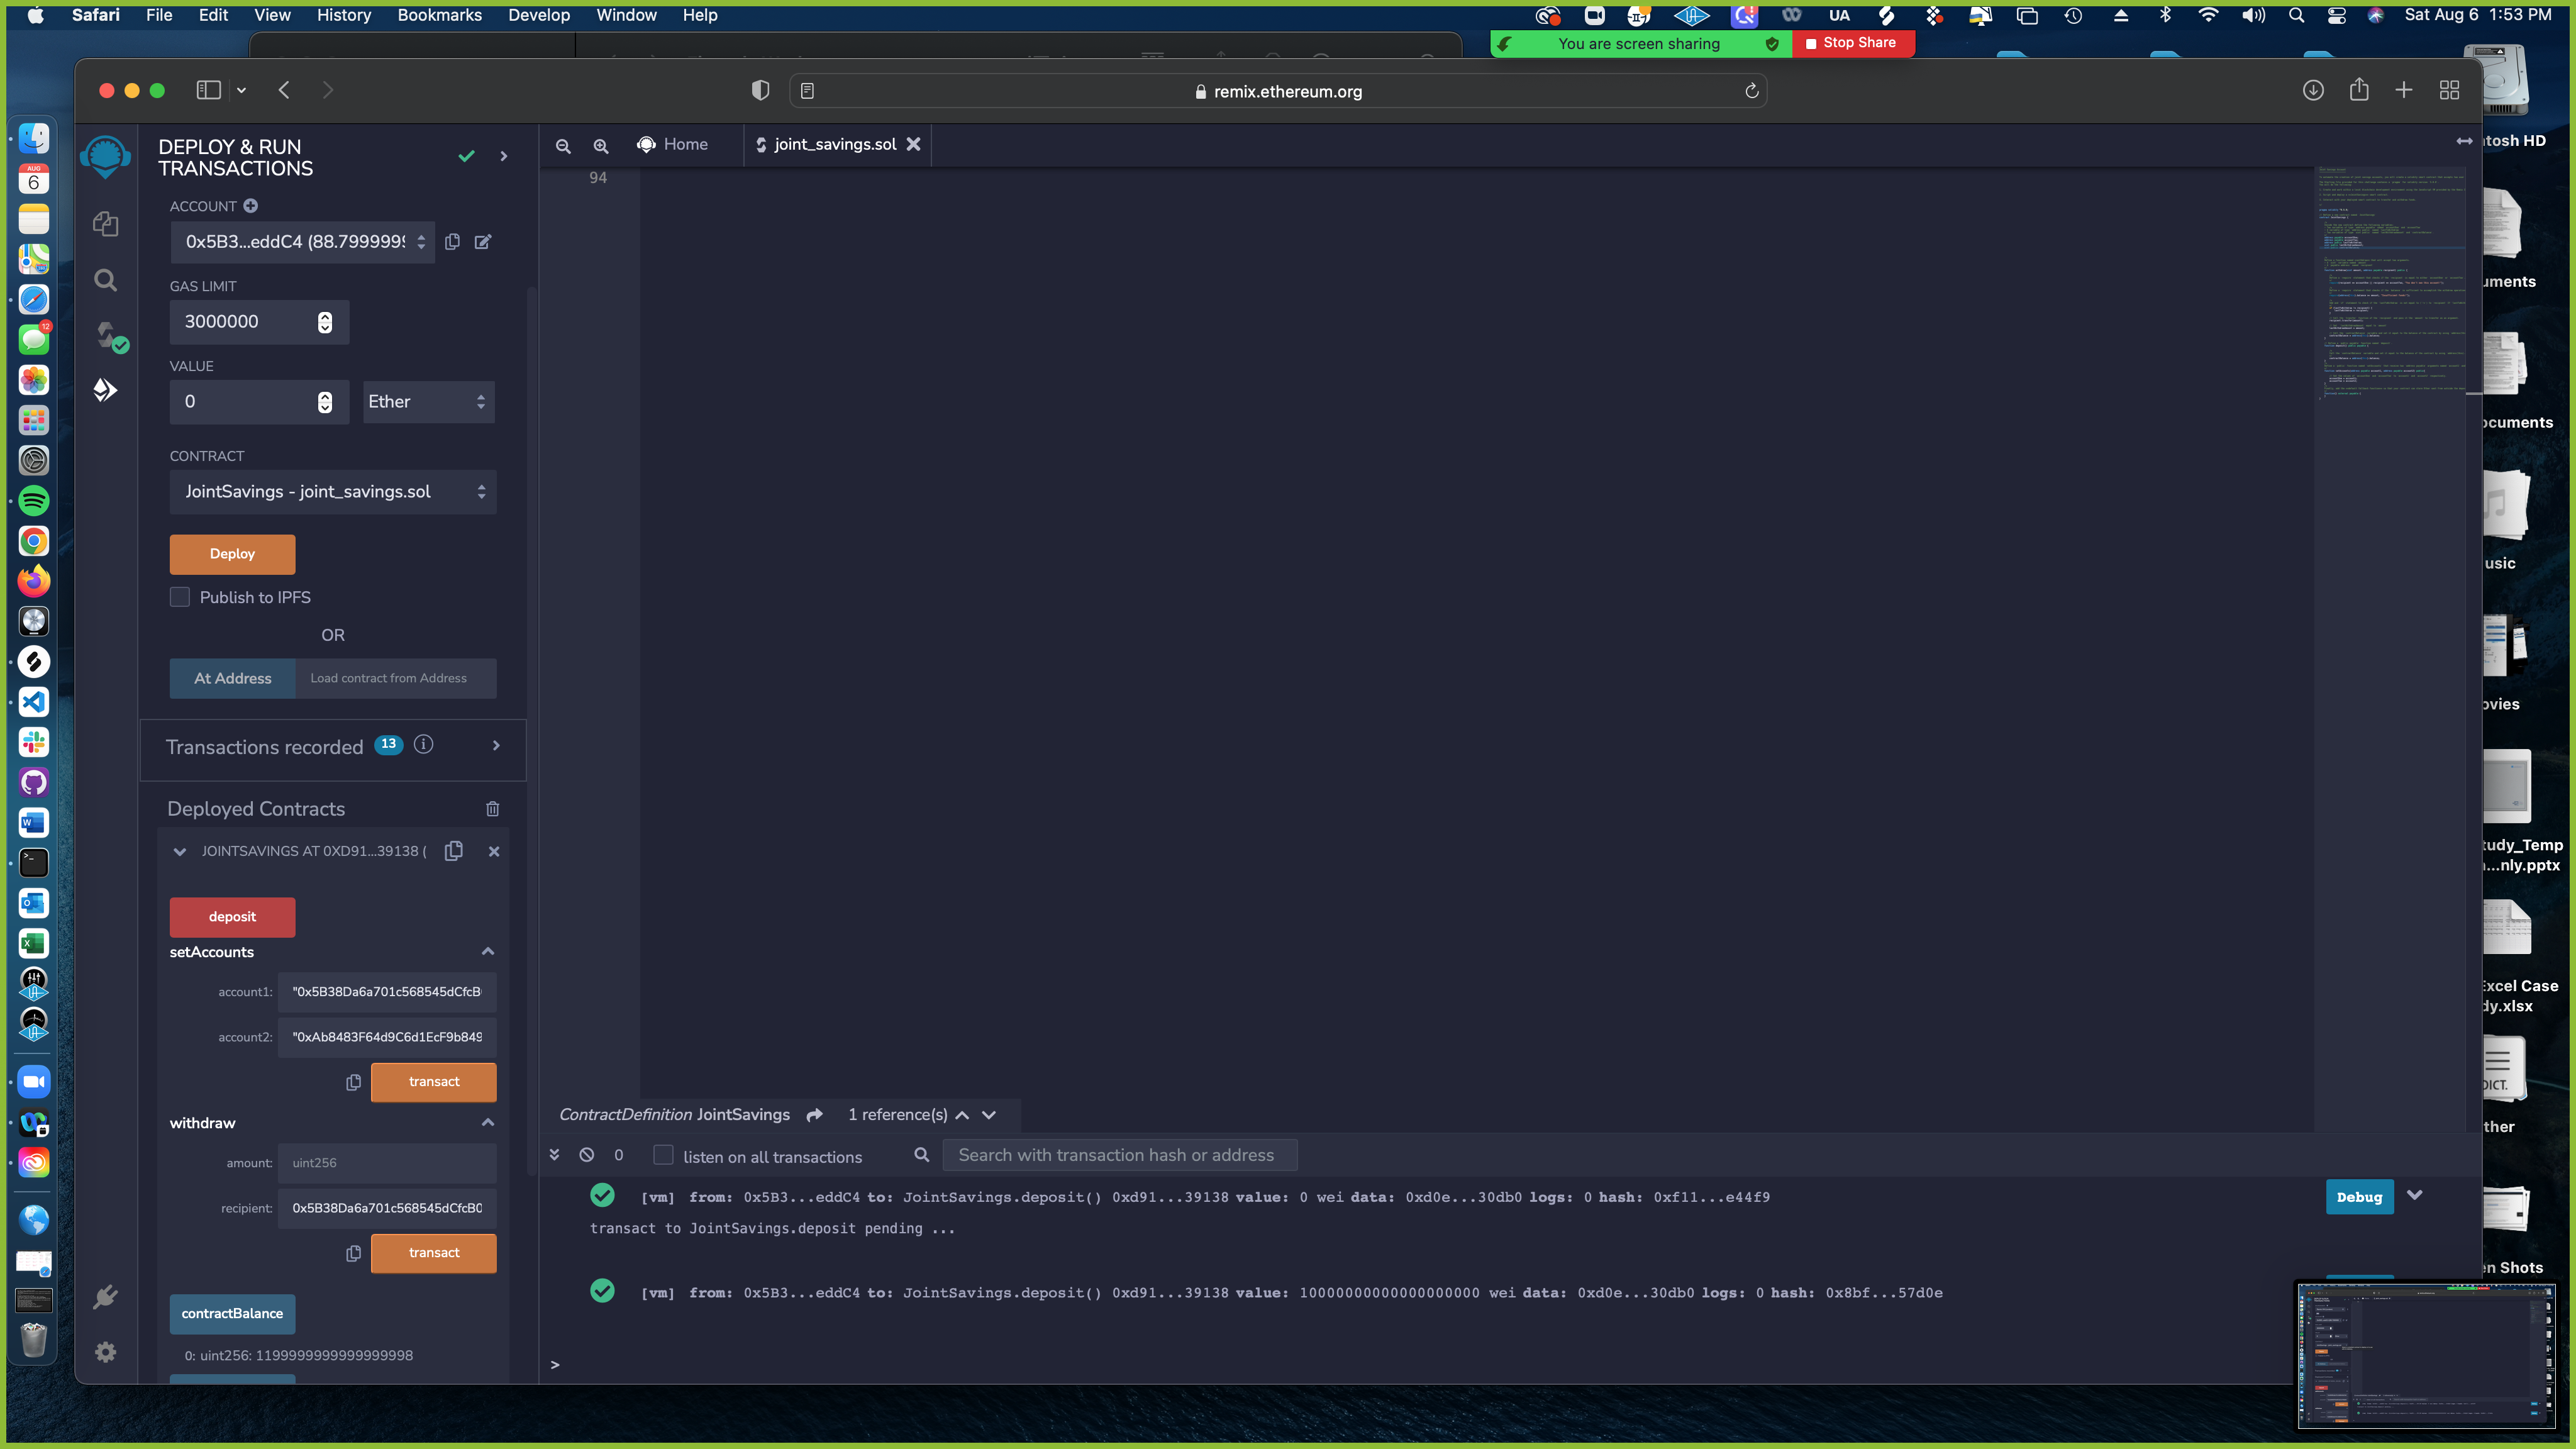 Safari File Edit View History Bookmarks Develop Window Help
UA
Sat Aug 6 1:53 PM
You are screen sharing
Stop Share
remix.ethereum.org
DEPLOY & RUN
TRANSACTIONS
Home
joint_savings.sol
94
ACCOUNT
0x5B3...eddC4 (88.7999999
GAS LIMIT
3000000
VALUE
0
Ether
CONTRACT
JointSavings - joint_savings.sol
Deploy
Publish to IPFS
OR
At Address
Load contract from Address
Transactions recorded 13
Deployed Contracts
JOINTSAVINGS AT 0XD91...39138 (
deposit
setAccounts
account1: "0x5B38Da6a701c568545dCfcB
account2: "0xAb8483F64d9C6d1EcF9b849
transact
withdraw
amount: uint256
recipient: 0x5B38Da6a701c568545dCfcB0
transact
contractBalance
0: uint256: 1199999999999999998
ContractDefinition JointSavings 1 reference(s)
0
listen on all transactions
Search with transaction hash or address
[vm] from: 0x5B3...eddC4 to: JointSavings.deposit() 0xd91...39138 value: 0 wei data: 0xd0e...30db0 logs: 0 hash: 0xf11...e44f9
Debug
transact to JointSavings.deposit pending ...
[vm] from: 0x5B3...eddC4 to: JointSavings.deposit() 0xd91...39138 value: 10000000000000000000 wei data: 0xd0e...30db0 logs: 0 hash: 0x8bf...57d0e
>
AUG
6
12
tosh HD
uments
ocuments
usic
ovies
tudy_Temp
...nly.pptx
Excel Case
dy.xlsx
DICT.
ther
en Shots